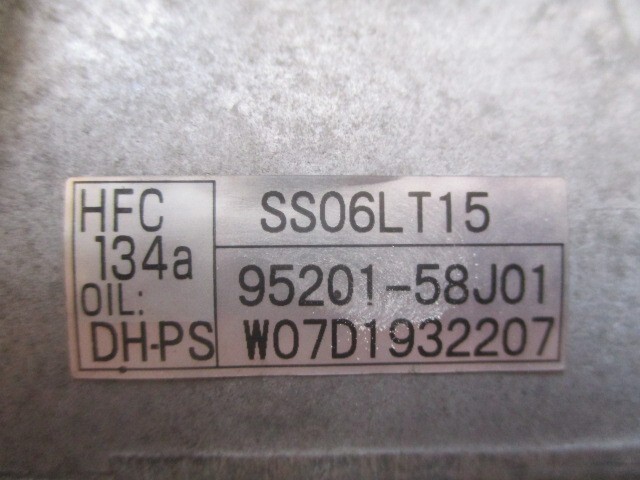 HFC
134a
OIL:
DH-PS
SS06LT15
95201-58J01
W07D1932207